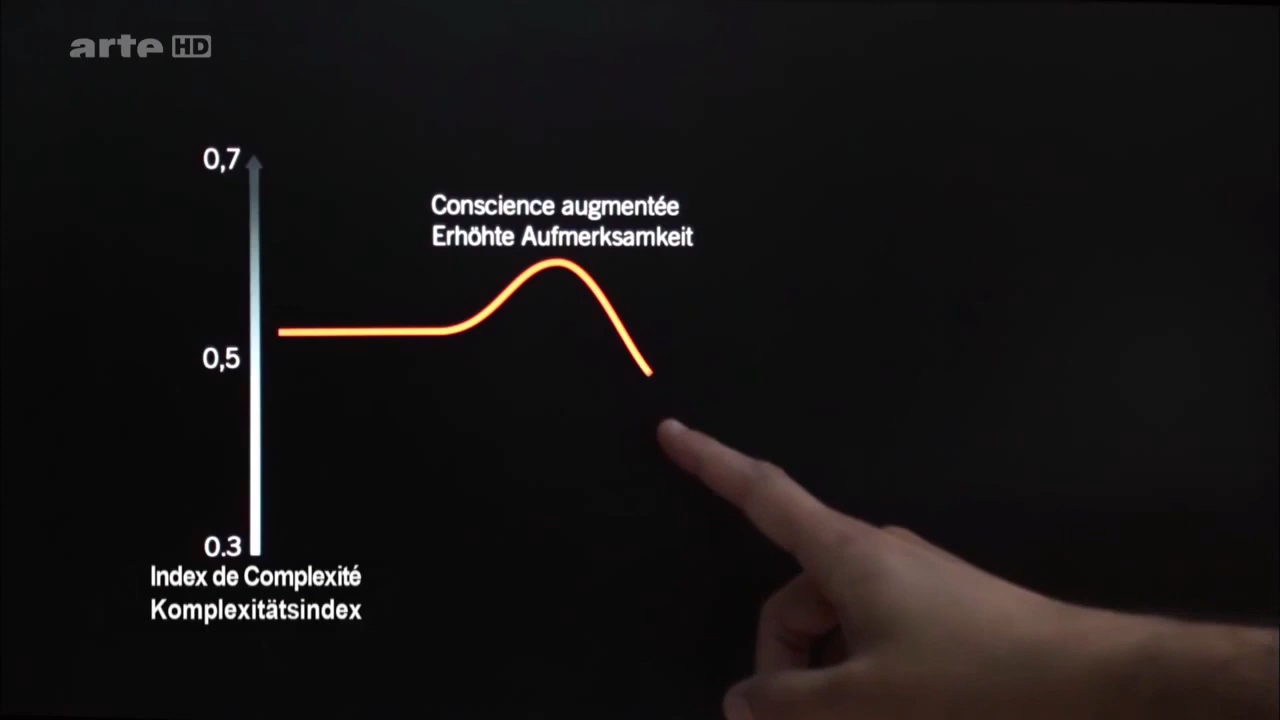 arte HD
0,7
Conscience augmentée
Erhöhte Aufmerksamkeit
0,5
0.3
Index de Complexité
Komplexitätsindex